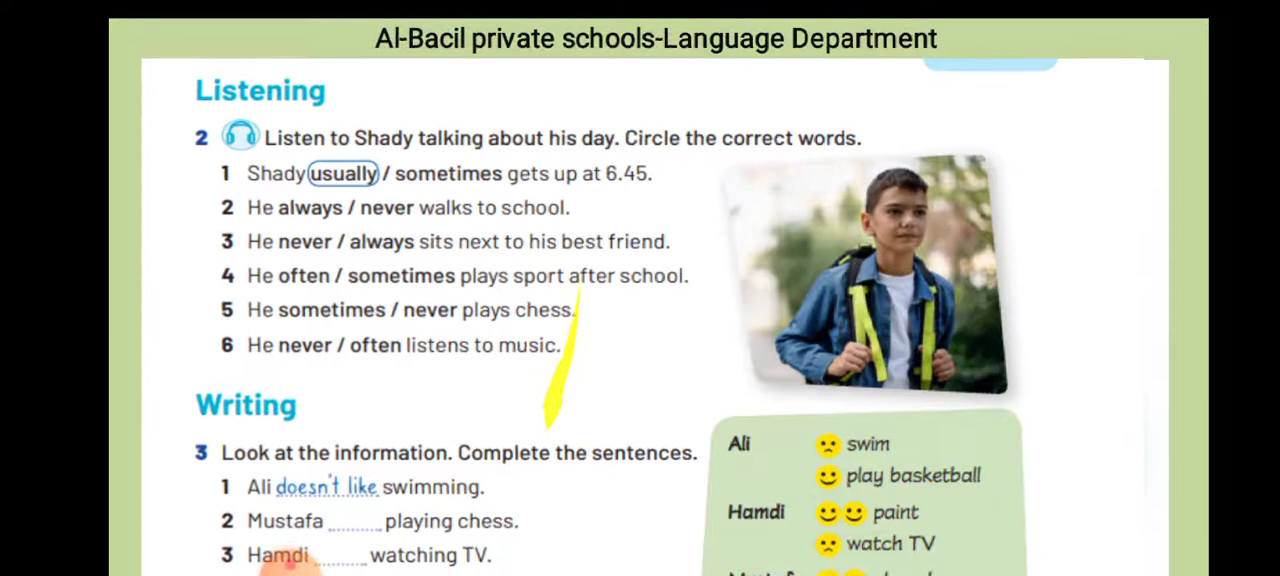 Al-Bacil private schools-Language Department
Listening
2 Listen to Shady talking about his day. Circle the correct words.
1 Shady usually / sometimes gets up at 6.45.
2 He always / never walks to school.
3 He never / always sits next to his best friend.
4 He often / sometimes plays sport after school.
5 He sometimes / never plays chess.
6 He never / often listens to music.
Writing
3 Look at the information. Complete the sentences.
1 Ali doesn't like swimming.
2 Mustafa ........ playing chess.
3 Hamdi ........ watching TV.
Ali swim
play basketball
Hamdi paint
watch TV